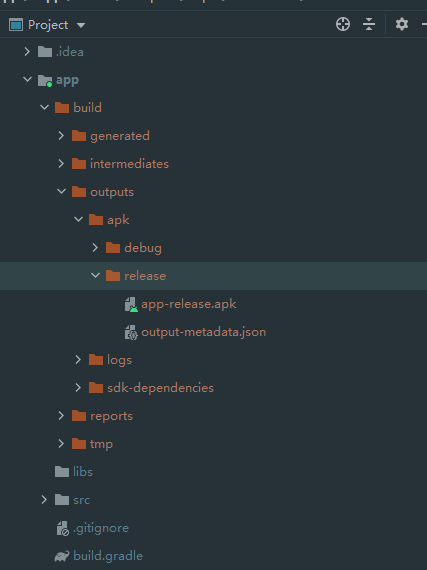 Project
.idea
app
build
generated
intermediates
outputs
apk
debug
release
app-release.apk
output-metadata.json
logs
sdk-dependencies
reports
tmp
libs
src
.gitignore
build.gradle